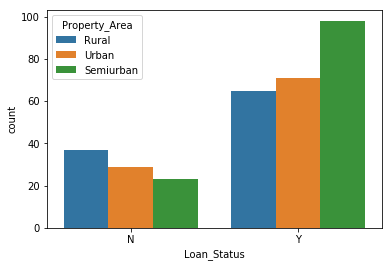 Property_Area
Rural
Urban
Semiurban
100
80
60
40
20
0
count
N
Y
Loan_Status